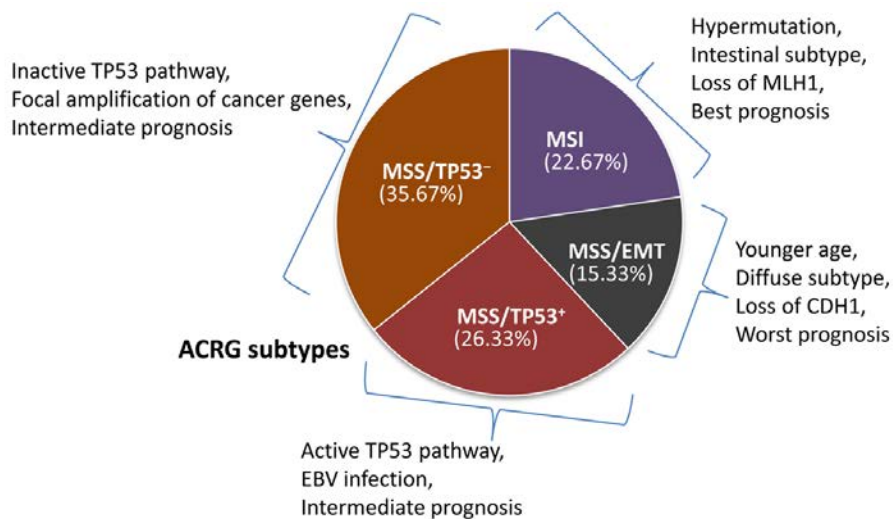 Inactive TP53 pathway,
Focal amplification of cancer genes,
Intermediate prognosis
Hypermutation,
Intestinal subtype,
Loss of MLH1,
Best prognosis
MSI
(22.67%)
MSS/TP53⁻
(35.67%)
MSS/EMT
(15.33%)
Younger age,
Diffuse subtype,
Loss of CDH1,
Worst prognosis
MSS/TP53⁺
(26.33%)
ACRG subtypes
Active TP53 pathway,
EBV infection,
Intermediate prognosis